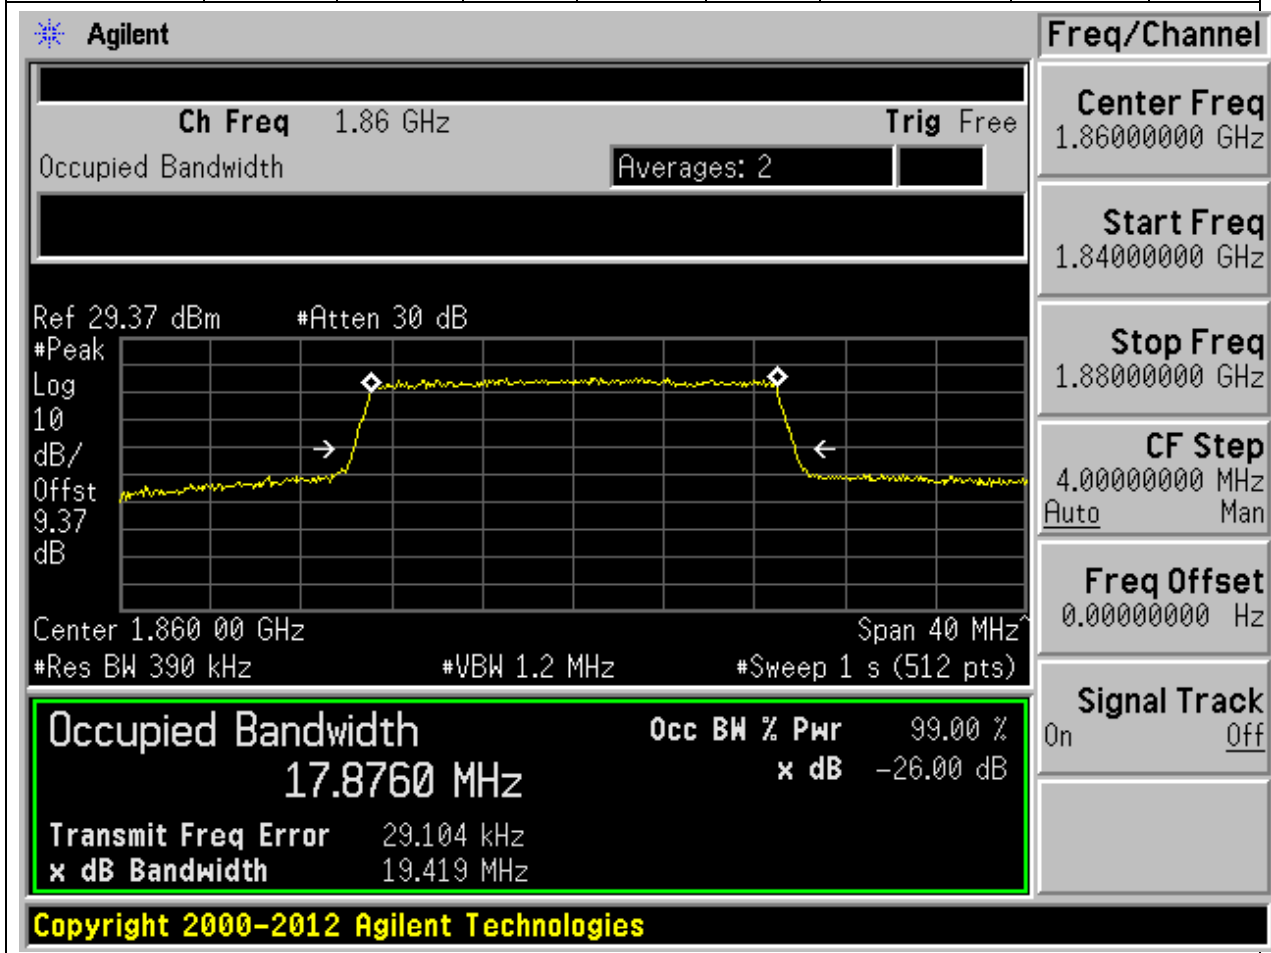 Agilent
Freq/Channel
Ch Freq 1.86 GHz Trig Free
Occupied Bandwidth Averages: 2
Center Freq
1.86000000 GHz
Start Freq
1.84000000 GHz
Stop Freq
1.88000000 GHz
CF Step
4.00000000 MHz
Auto Man
Freq Offset
0.00000000 Hz
Signal Track
On Off
Ref 29.37 dBm #Atten 30 dB
#Peak
Log
10
dB/
Offst
9.37
dB
Center 1.860 00 GHz Span 40 MHz^
#Res BW 390 kHz #VBW 1.2 MHz #Sweep 1 s (512 pts)
Occupied Bandwidth Occ BW % Pwr 99.00 %
17.8760 MHz x dB -26.00 dB
Transmit Freq Error 29.104 kHz
x dB Bandwidth 19.419 MHz
Copyright 2000-2012 Agilent Technologies